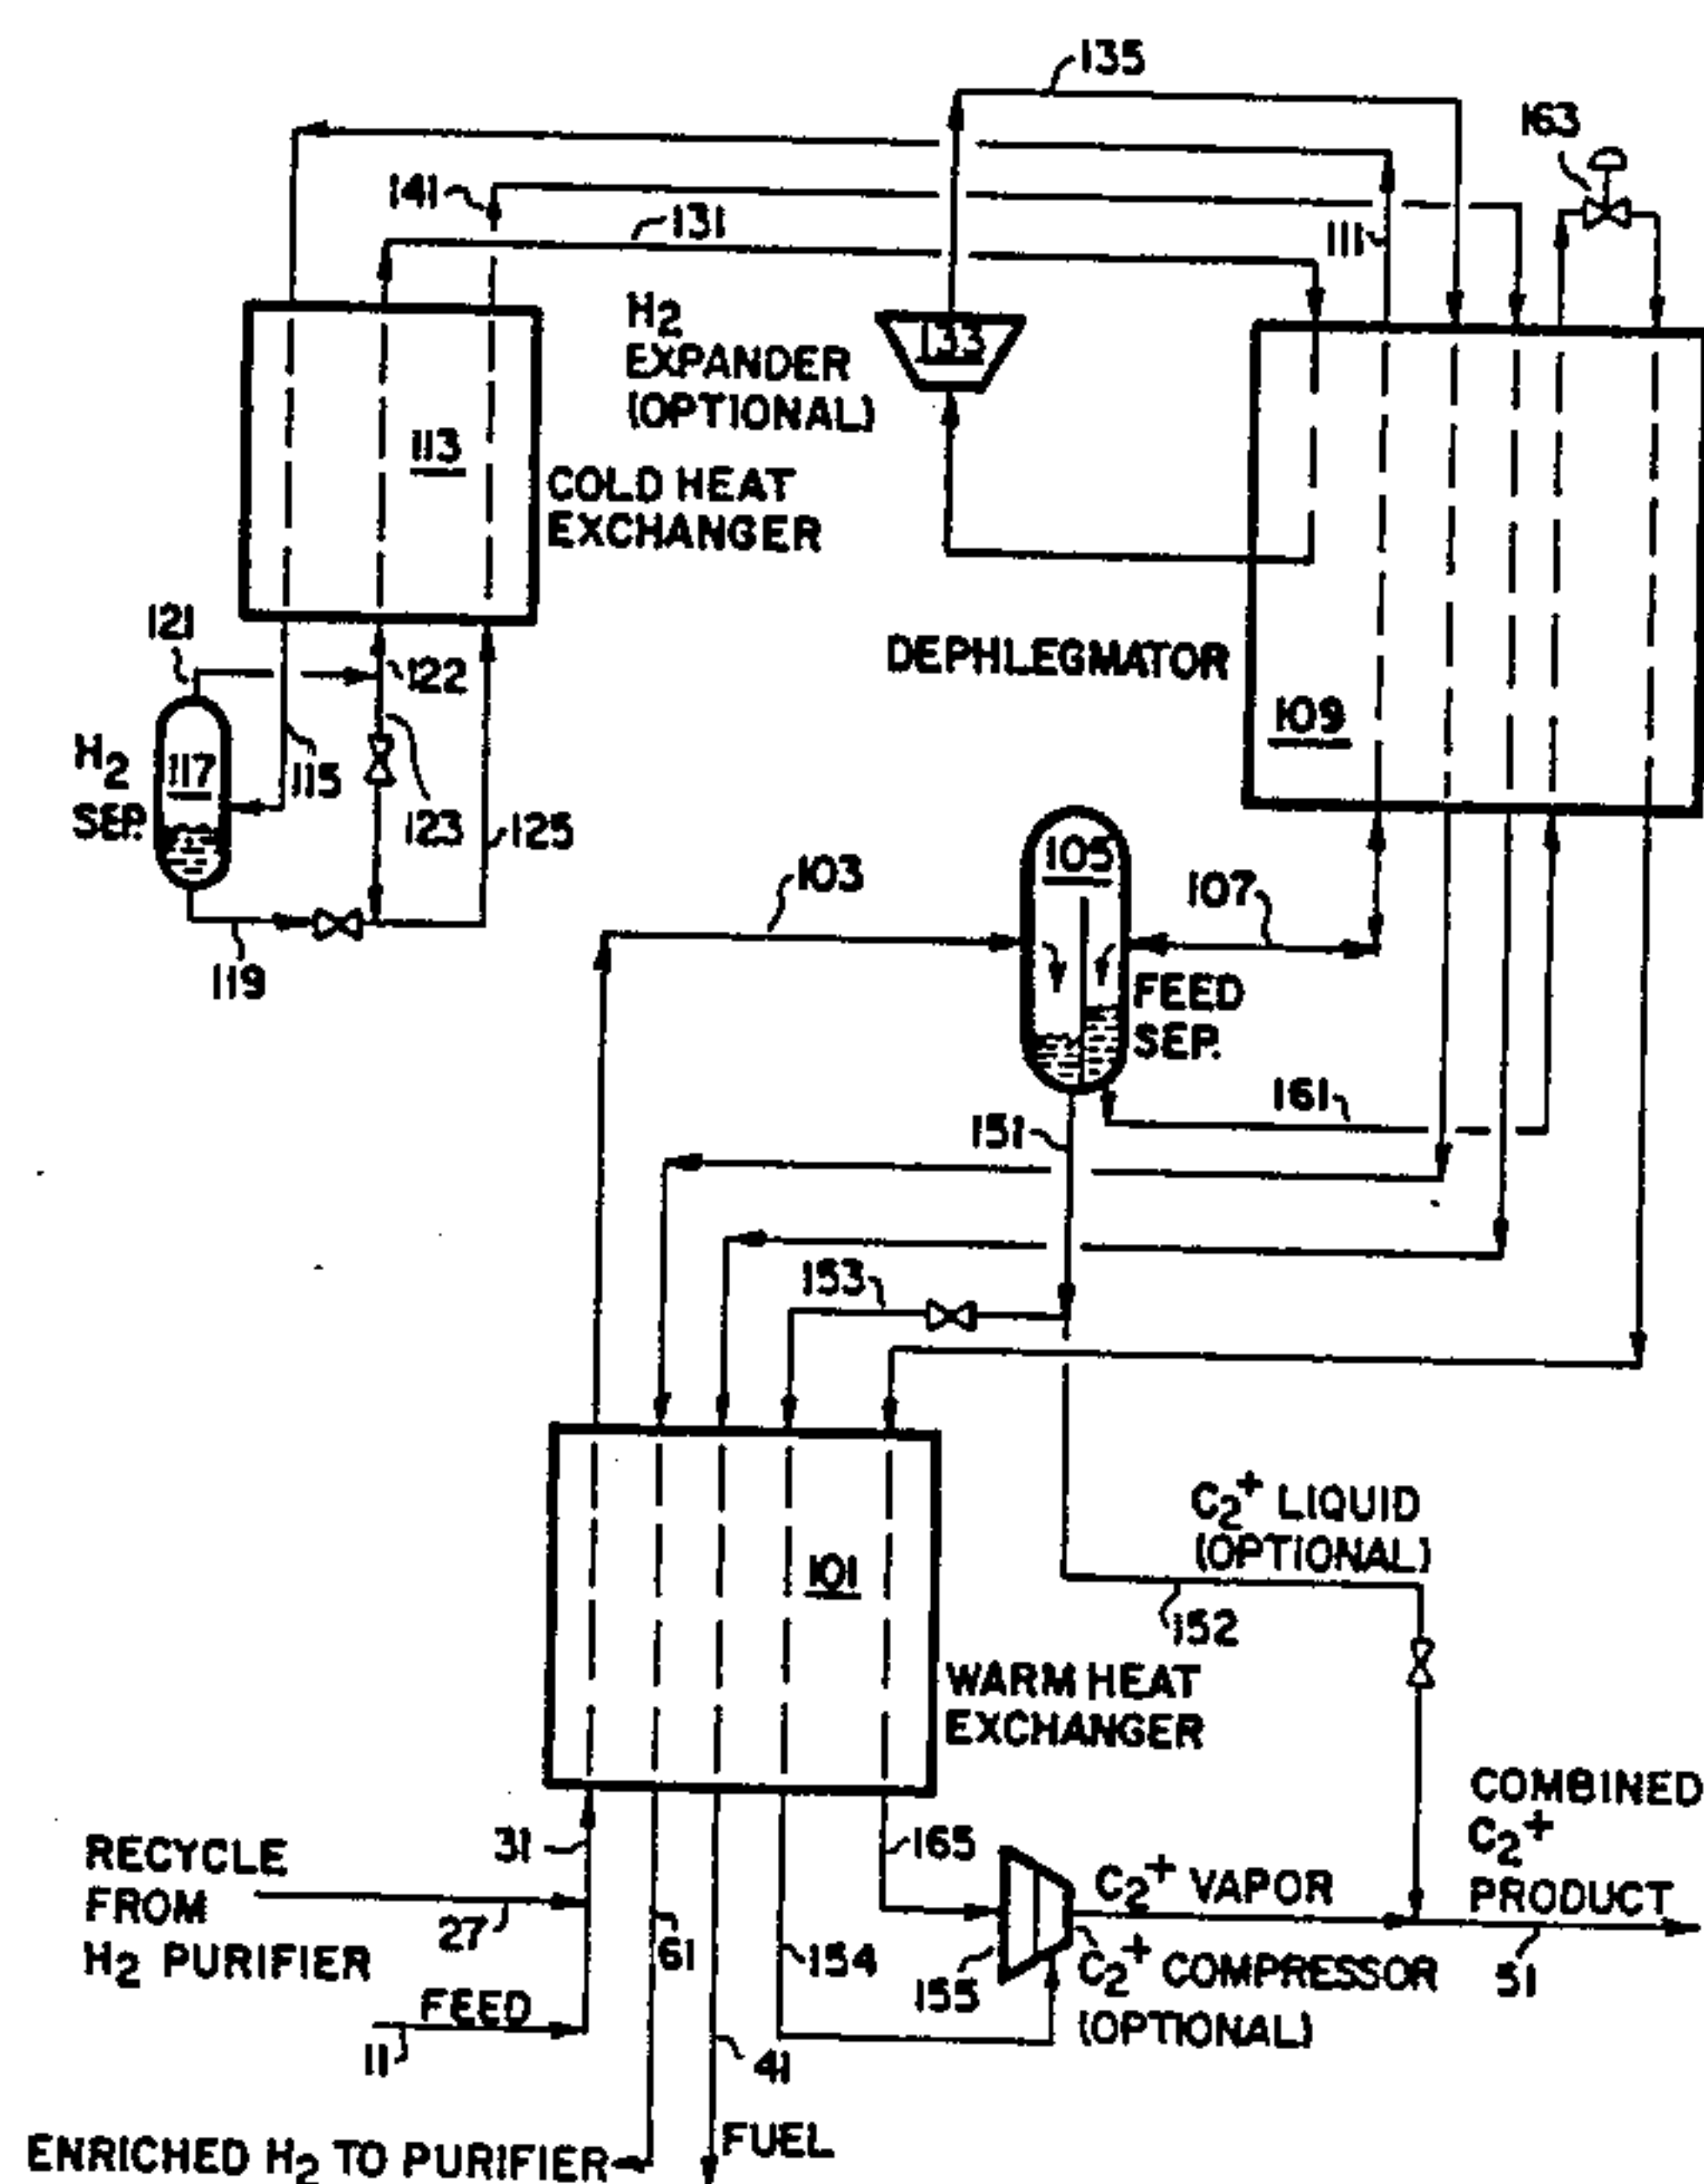 135
163
141
131
111
H2
EXPANDER
(OPTIONAL)
133
113
COLD HEAT
EXCHANGER
121
122
DEPHLEGMATOR
109
H2
SEP.
117
115
123
125
103
105
107
119
FEED
SEP.
161
151
153
C2+ LIQUID
(OPTIONAL)
101
152
WARM HEAT
EXCHANGER
COMBINED
C2+
PRODUCT
31
165
RECYCLE
FROM
H2 PURIFIER
27
C2+ VAPOR
61
154
155
C2+ COMPRESSOR
(OPTIONAL)
51
FEED
11
41
FUEL
ENRICHED H2 TO PURIFIER